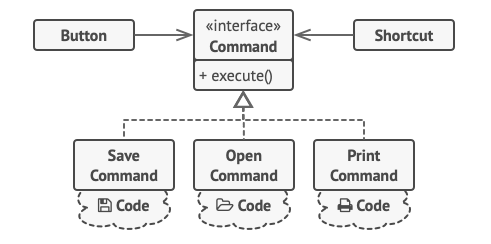 Button
«interface»
Command
Shortcut
+ execute()
Save
Command
Open
Command
Print
Command
Code
Code
Code